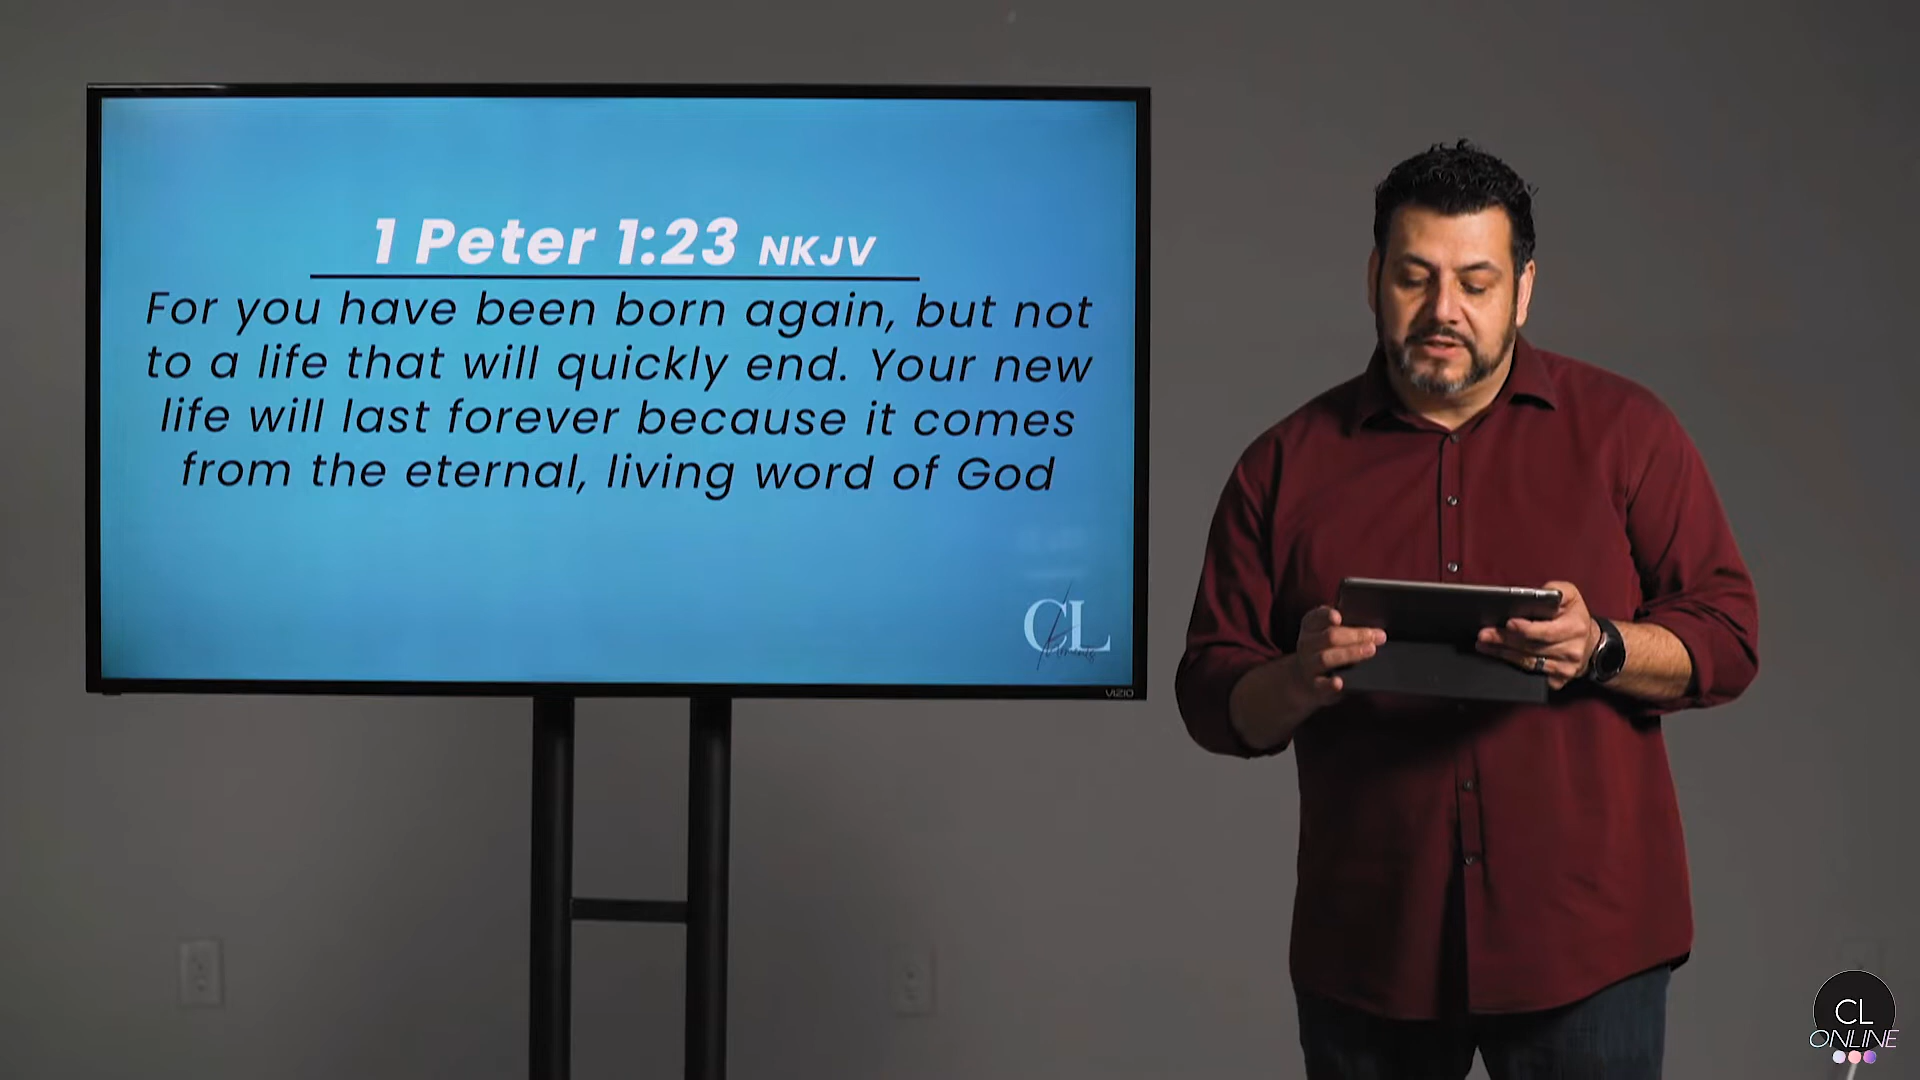 1 Peter 1:23 NKJV
For you have been born again, but not
to a life that will quickly end. Your new
life will last forever because it comes
from the eternal, living word of God
CL
Moments
VIZIO
CL
ONLINE